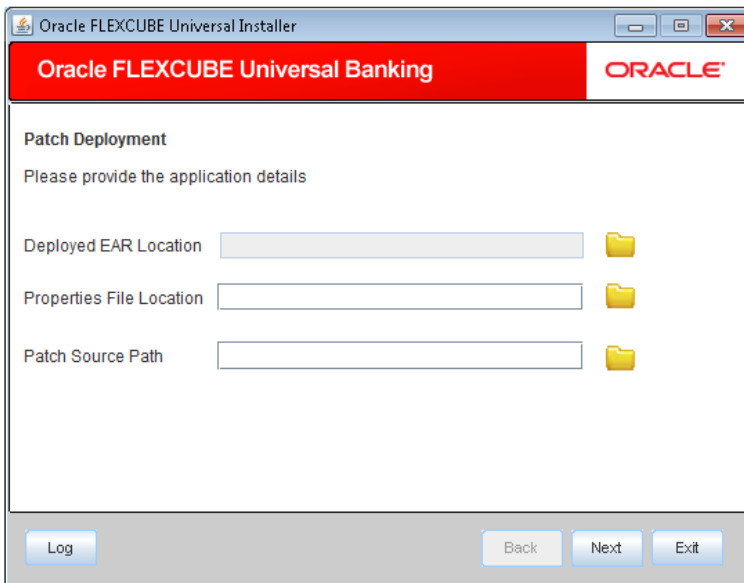 Oracle FLEXCUBE Universal Installer
Oracle FLEXCUBE Universal Banking
ORACLE®
Patch Deployment
Please provide the application details
Deployed EAR Location
Properties File Location
Patch Source Path
Log
Back
Next
Exit